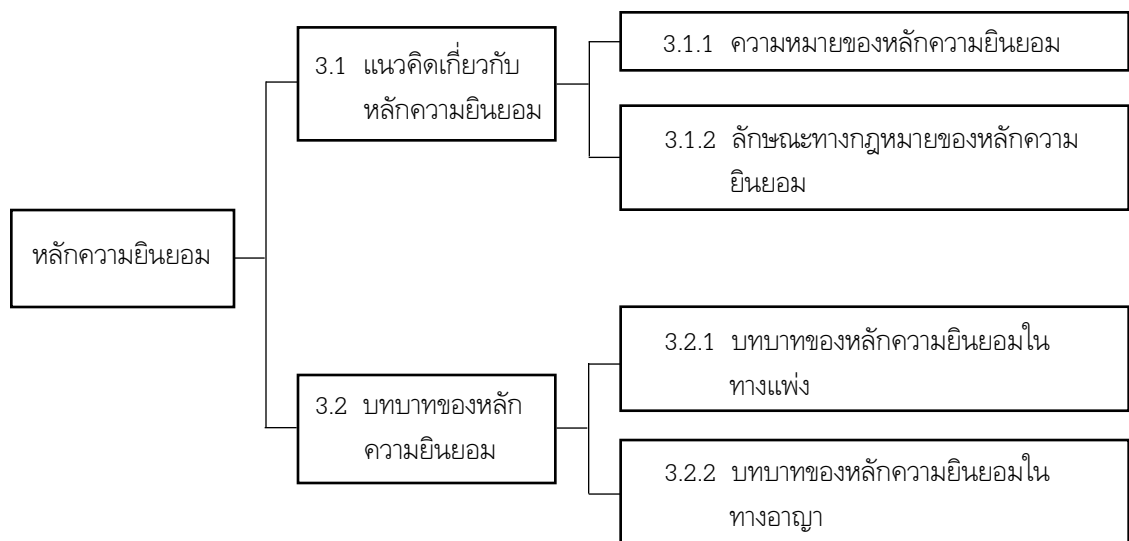 3.1.1 ความหมายของหลักความยินยอม
3.1 แนวคิดเกี่ยวกับ
หลักความยินยอม
3.1.2 ลักษณะทางกฎหมายของหลักความ
ยินยอม
หลักความยินยอม
3.2.1 บทบาทของหลักความยินยอมใน
ทางแพ่ง
3.2 บทบาทของหลัก
ความยินยอม
3.2.2 บทบาทของหลักความยินยอมใน
ทางอาญา